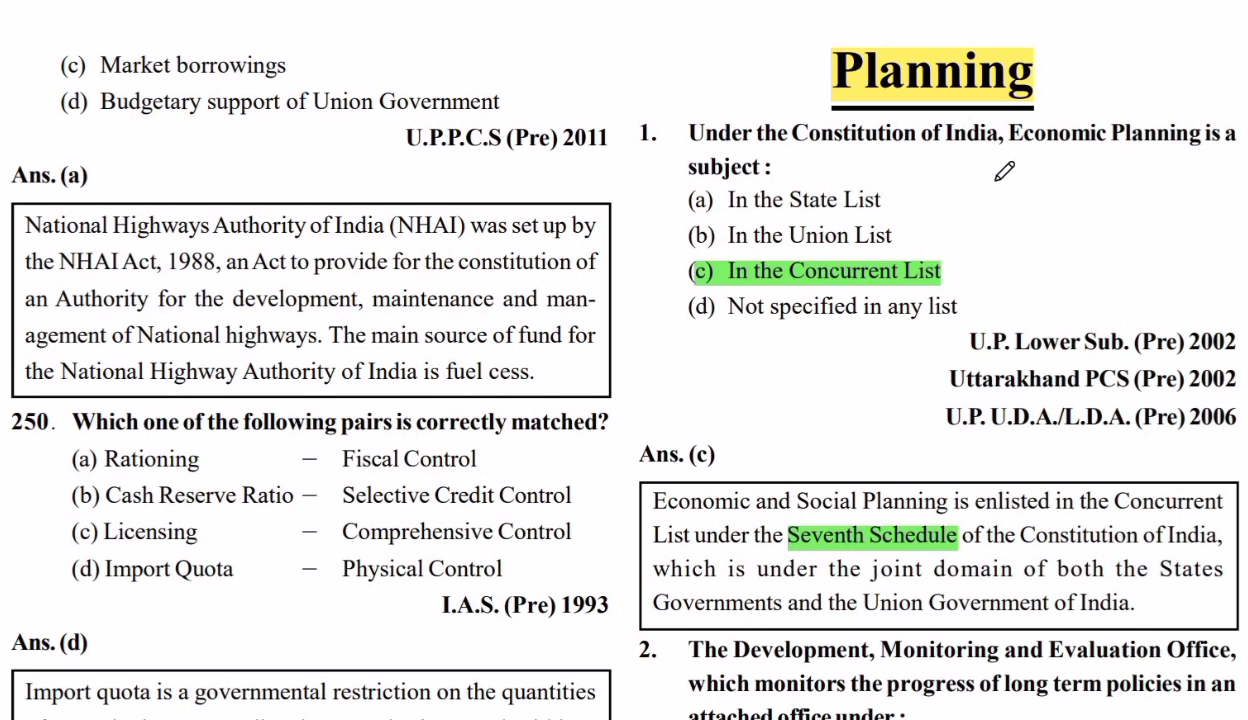 (c) Market borrowings
(d) Budgetary support of Union Government
U.P.P.C.S (Pre) 2011
Ans. (a)
National Highways Authority of India (NHAI) was set up by
the NHAI Act, 1988, an Act to provide for the constitution of
an Authority for the development, maintenance and man-
agement of National highways. The main source of fund for
the National Highway Authority of India is fuel cess.
250. Which one of the following pairs is correctly matched?
(a) Rationing – Fiscal Control
(b) Cash Reserve Ratio – Selective Credit Control
(c) Licensing – Comprehensive Control
(d) Import Quota – Physical Control
I.A.S. (Pre) 1993
Ans. (d)
Import quota is a governmental restriction on the quantities
Planning
1. Under the Constitution of India, Economic Planning is a
subject :
(a) In the State List
(b) In the Union List
(c) In the Concurrent List
(d) Not specified in any list
U.P. Lower Sub. (Pre) 2002
Uttarakhand PCS (Pre) 2002
U.P. U.D.A./L.D.A. (Pre) 2006
Ans. (c)
Economic and Social Planning is enlisted in the Concurrent
List under the Seventh Schedule of the Constitution of India,
which is under the joint domain of both the States
Governments and the Union Government of India.
2. The Development, Monitoring and Evaluation Office,
which monitors the progress of long term policies in an
attached office under :